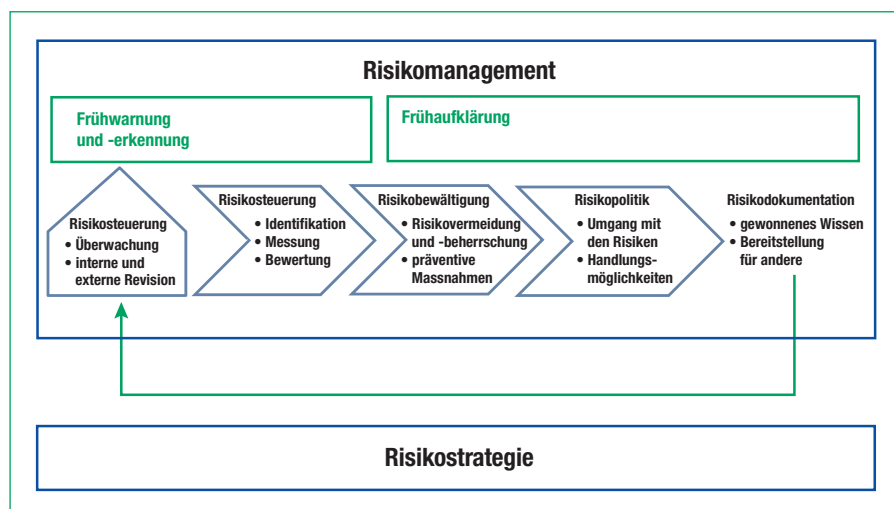 Risikomanagement
Frühwarnung
und -erkennung
Frühaufklärung
Risikosteuerung
• Überwachung
• interne und
externe Revision
Risikosteuerung
• Identifikation
• Messung
• Bewertung
Risikobewältigung
• Risikovermeidung
und -beherrschung
• präventive
Massnahmen
Risikopolitik
• Umgang mit
den Risiken
• Handlungs-
möglichkeiten
Risikodokumentation
• gewonnenes Wissen
• Bereitstellung
für andere
Risikostrategie